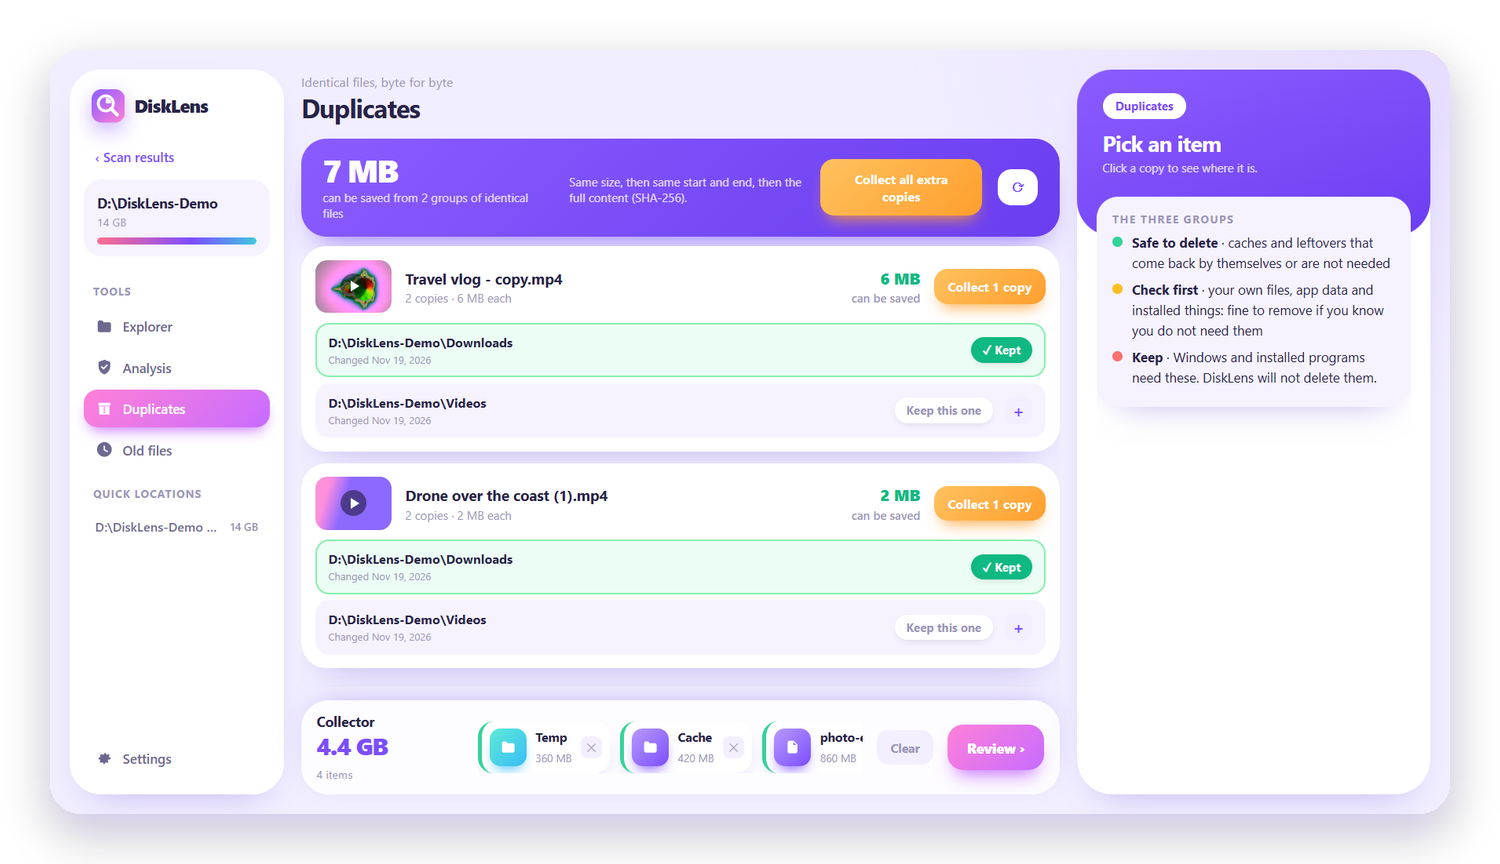 DiskLens
‹ Scan results
D:\DiskLens-Demo
14 GB
TOOLS
Explorer
Analysis
Duplicates
Old files
QUICK LOCATIONS
D:\DiskLens-Demo ... 14 GB
Settings
Identical files, byte for byte
Duplicates
7 MB
can be saved from 2 groups of identical
files
Same size, then same start and end, then the
full content (SHA-256).
Collect all extra
copies
Travel vlog - copy.mp4
2 copies · 6 MB each
6 MB
can be saved
Collect 1 copy
D:\DiskLens-Demo\Downloads
Changed Nov 19, 2026
✓ Kept
D:\DiskLens-Demo\Videos
Changed Nov 19, 2026
Keep this one
+
Drone over the coast (1).mp4
2 copies · 2 MB each
2 MB
can be saved
Collect 1 copy
D:\DiskLens-Demo\Downloads
Changed Nov 19, 2026
✓ Kept
D:\DiskLens-Demo\Videos
Changed Nov 19, 2026
Keep this one
+
Collector
4.4 GB
4 items
Temp
360 MB
Cache
420 MB
photo-
860 MB
Clear
Review ›
Duplicates
Pick an item
Click a copy to see where it is.
THE THREE GROUPS
Safe to delete · caches and leftovers that
come back by themselves or are not needed
Check first · your own files, app data and
installed things: fine to remove if you know
you do not need them
Keep · Windows and installed programs
need these. DiskLens will not delete them.